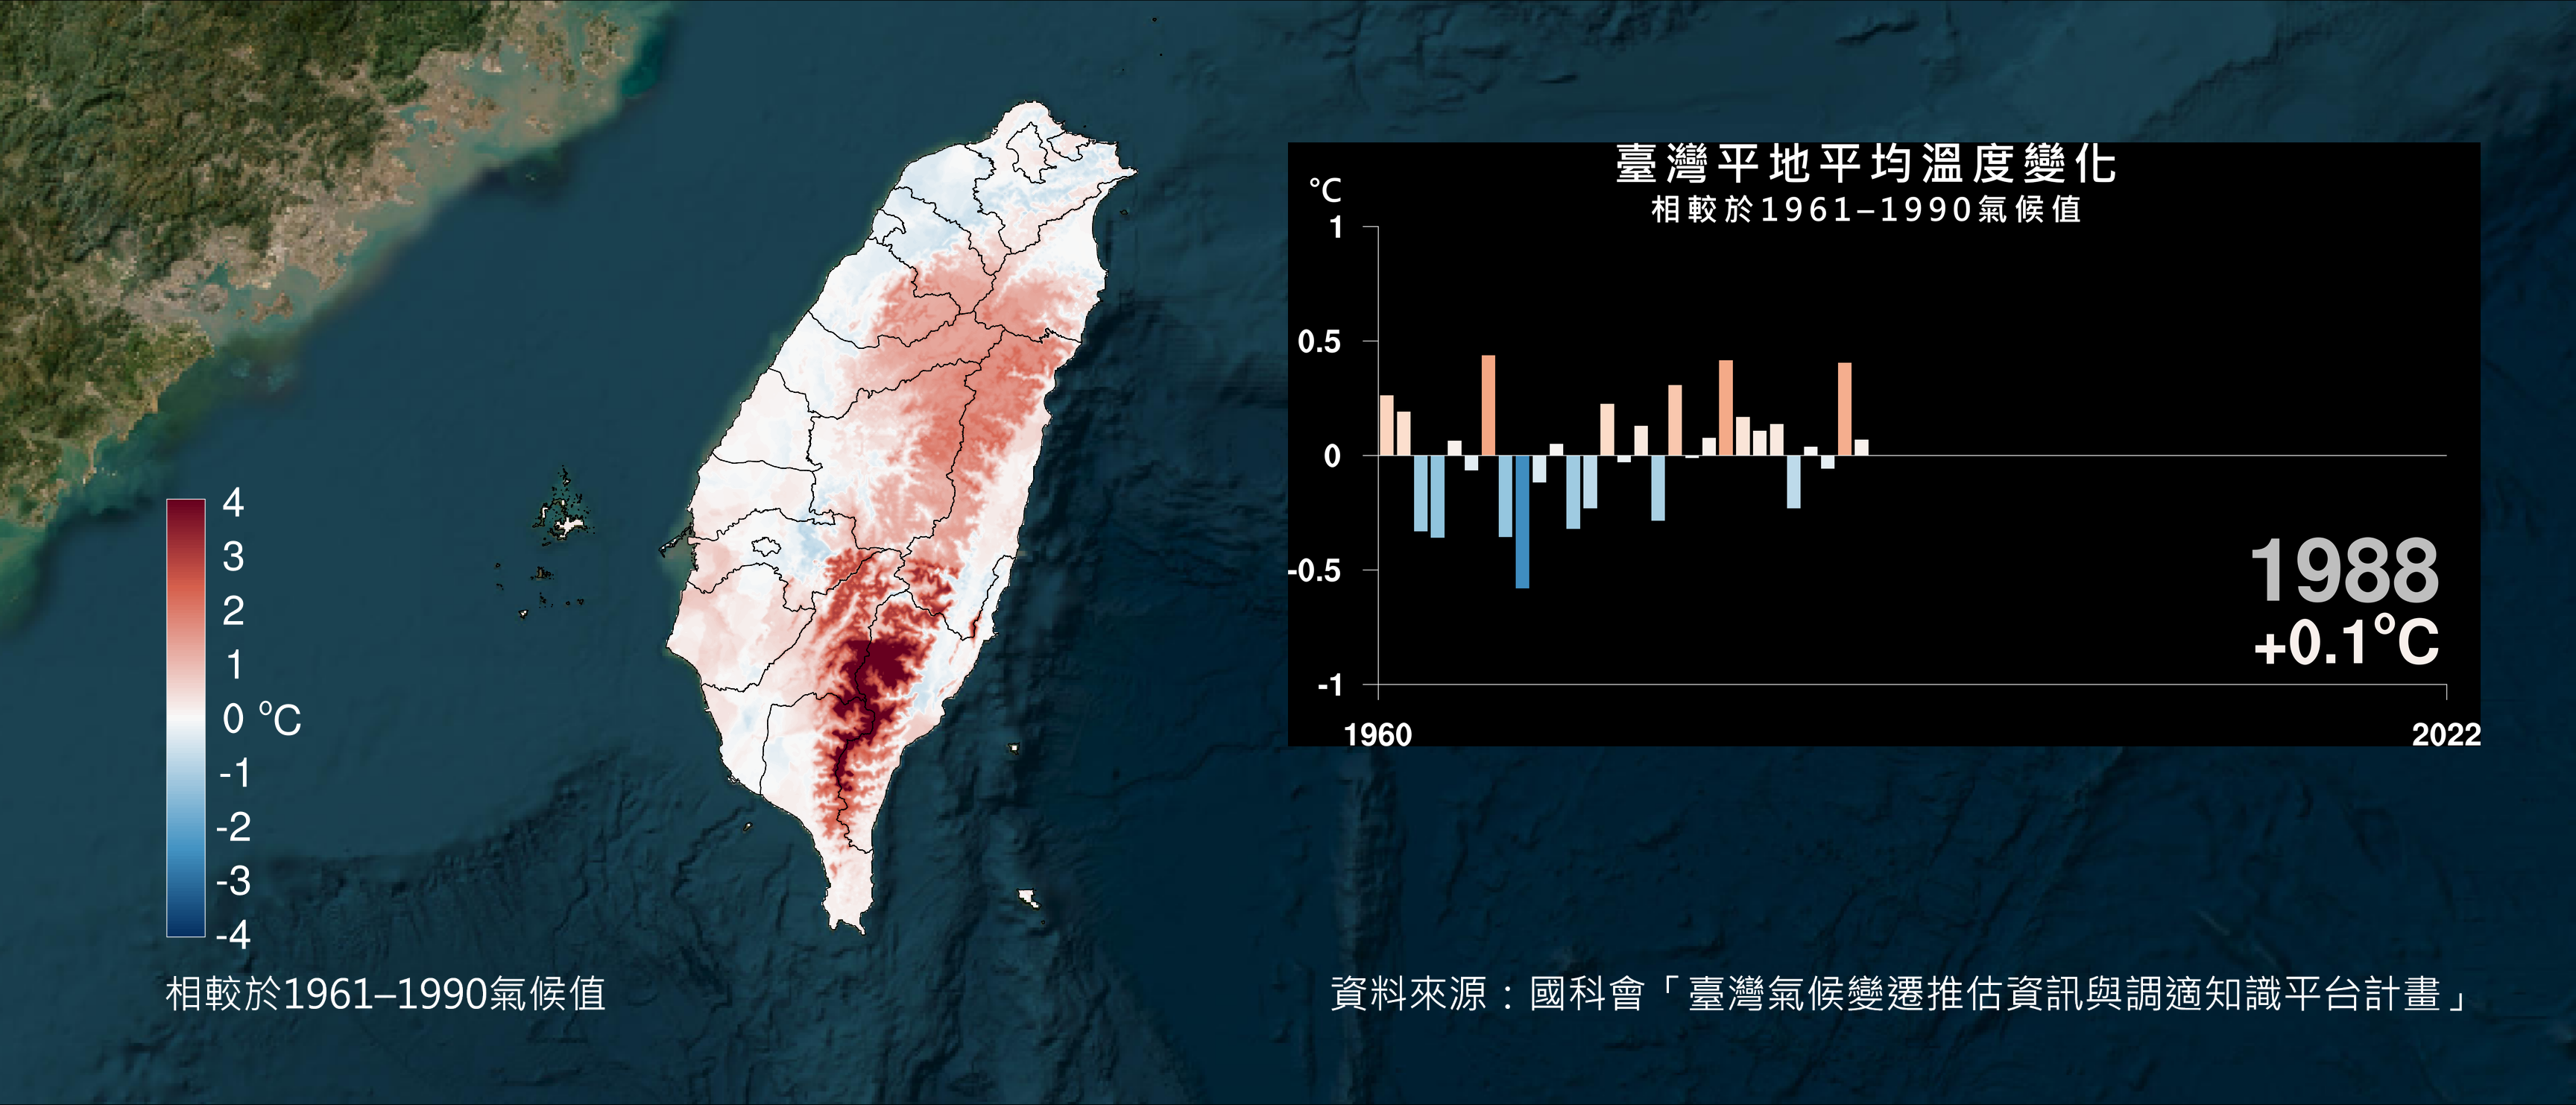 臺灣平地平均溫度變化
相較於1961–1990氣候值
°C
1
0.5
0
-0.5
-1
1960
2022
1988
+0.1°C
4
3
2
1
0 °C
-1
-2
-3
-4
相較於1961–1990氣候值
資料來源：國科會「臺灣氣候變遷推估資訊與調適知識平台計畫」